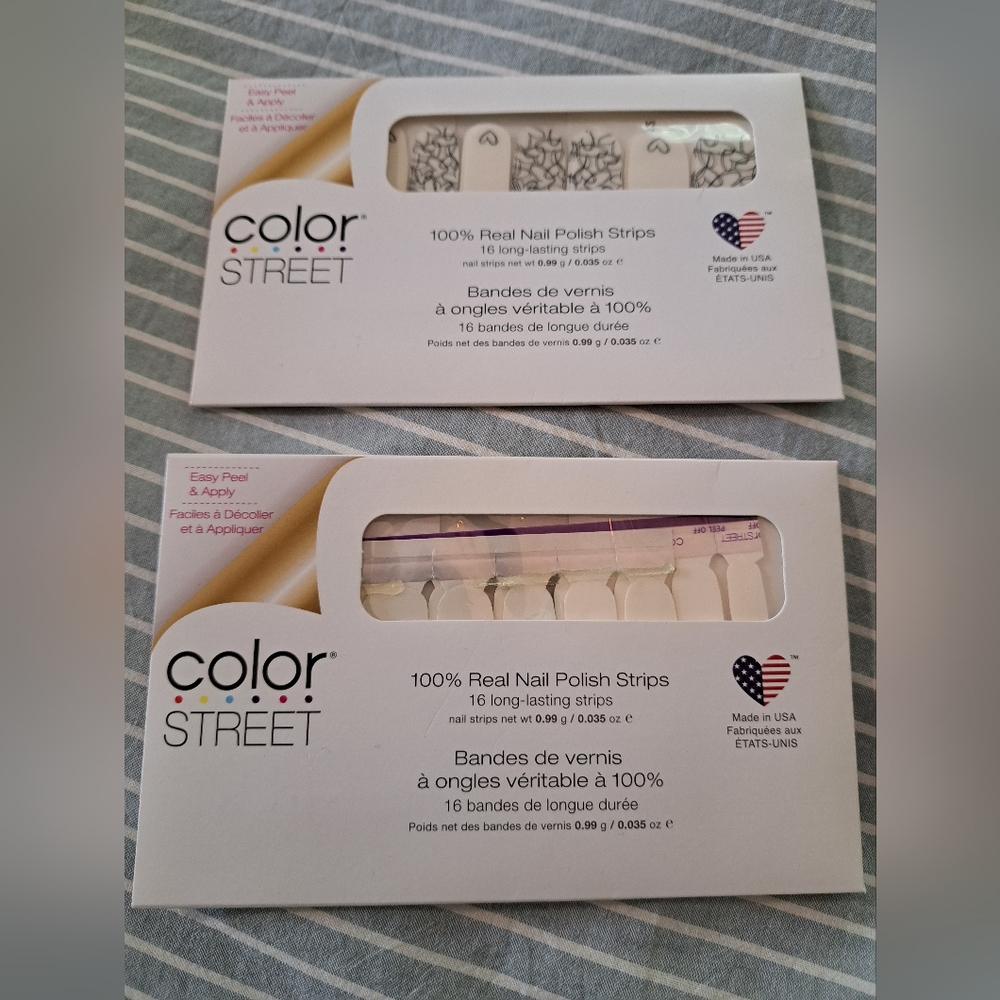 Easy Peel
& Apply
Faciles à Décoller
et à Appliquer
color®
STREET
100% Real Nail Polish Strips
16 long-lasting strips
nail strips net wt 0.99 g / 0.035 oz ℮
Bandes de vernis
à ongles véritable à 100%
16 bandes de longue durée
Poids net des bandes de vernis 0.99 g / 0.035 oz ℮
TM
Made in USA
Fabriquées aux
ÉTATS-UNIS
Easy Peel
& Apply
Faciles à Décoller
et à Appliquer
PEEL OFF
STREET
color®
STREET
100% Real Nail Polish Strips
16 long-lasting strips
nail strips net wt 0.99 g / 0.035 oz ℮
Bandes de vernis
à ongles véritable à 100%
16 bandes de longue durée
Poids net des bandes de vernis 0.99 g / 0.035 oz ℮
TM
Made in USA
Fabriquées aux
ÉTATS-UNIS